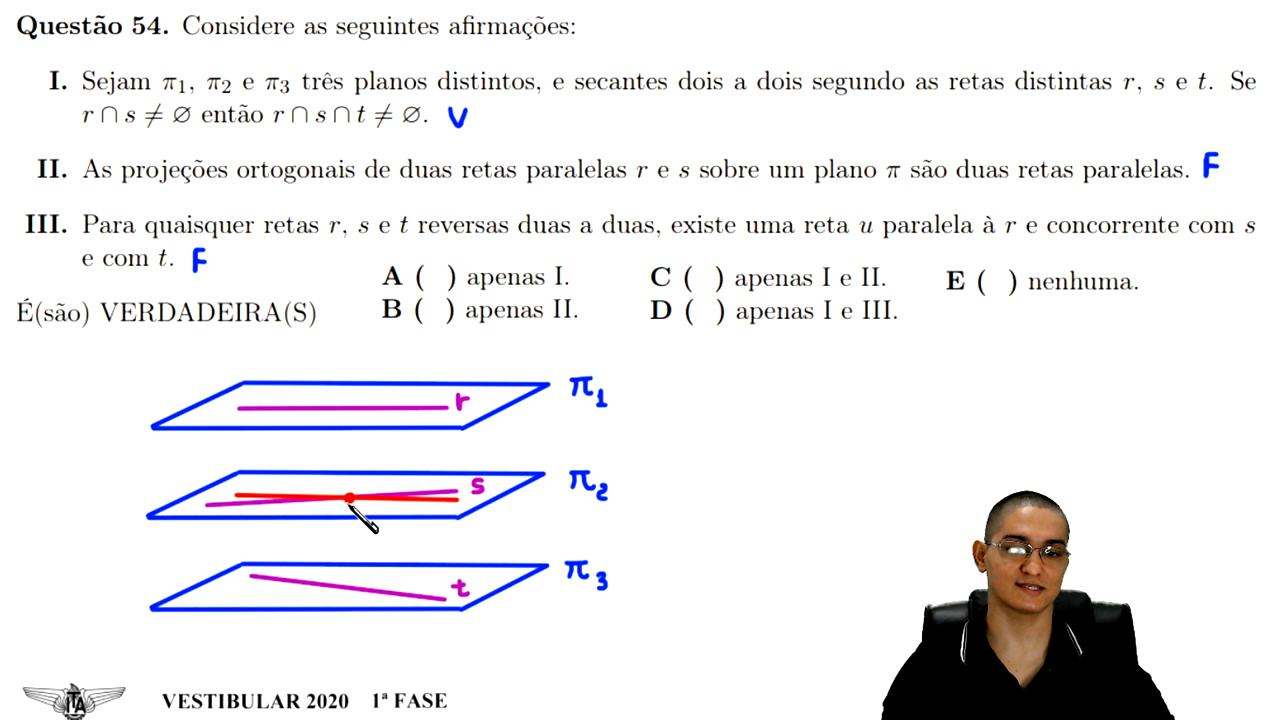 Questão 54. Considere as seguintes afirmações:
I. Sejam π₁, π₂ e π₃ três planos distintos, e secantes dois a dois segundo as retas distintas r, s e t. Se
r ∩ s ≠ ∅ então r ∩ s ∩ t ≠ ∅. V
II. As projeções ortogonais de duas retas paralelas r e s sobre um plano π são duas retas paralelas. F
III. Para quaisquer retas r, s e t reversas duas a duas, existe uma reta u paralela à r e concorrente com s
e com t. F
É(são) VERDADEIRA(S)
A ( ) apenas I.
B ( ) apenas II.
C ( ) apenas I e II.
D ( ) apenas I e III.
E ( ) nenhuma.
r π₁
s π₂
t π₃
ITA
VESTIBULAR 2020 1ª FASE